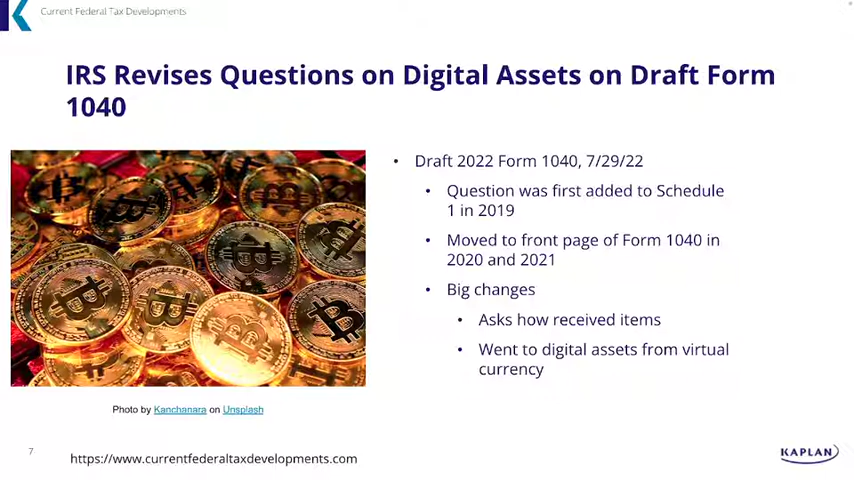 Current Federal Tax Developments
IRS Revises Questions on Digital Assets on Draft Form
1040
• Draft 2022 Form 1040, 7/29/22
• Question was first added to Schedule
1 in 2019
• Moved to front page of Form 1040 in
2020 and 2021
• Big changes
• Asks how received items
• Went to digital assets from virtual
currency
Photo by Kanchanara on Unsplash
7
https://www.currentfederaltaxdevelopments.com
KAPLAN